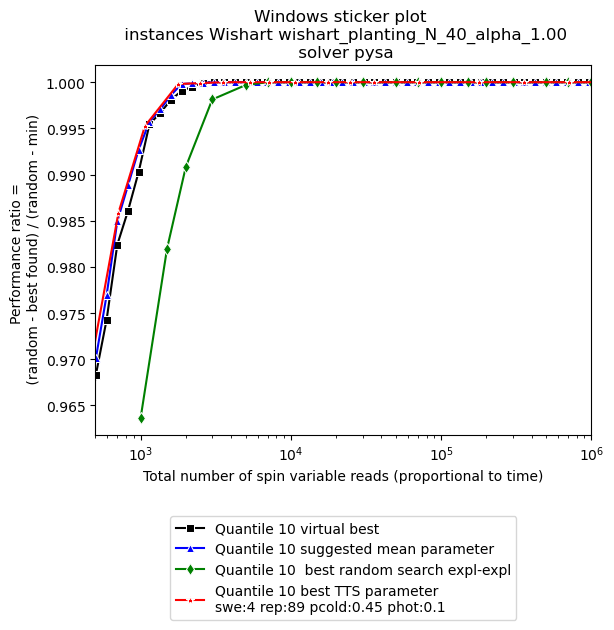 Windows sticker plot
instances Wishart wishart_planting_N_40_alpha_1.00
solver pysa
Performance ratio =
(random - best found) / (random - min)
1.000
0.995
0.990
0.985
0.980
0.975
0.970
0.965
10³ 10⁴ 10⁵ 10⁶
Total number of spin variable reads (proportional to time)
Quantile 10 virtual best
Quantile 10 suggested mean parameter
Quantile 10  best random search expl-expl
Quantile 10 best TTS parameter
swe:4 rep:89 pcold:0.45 phot:0.1